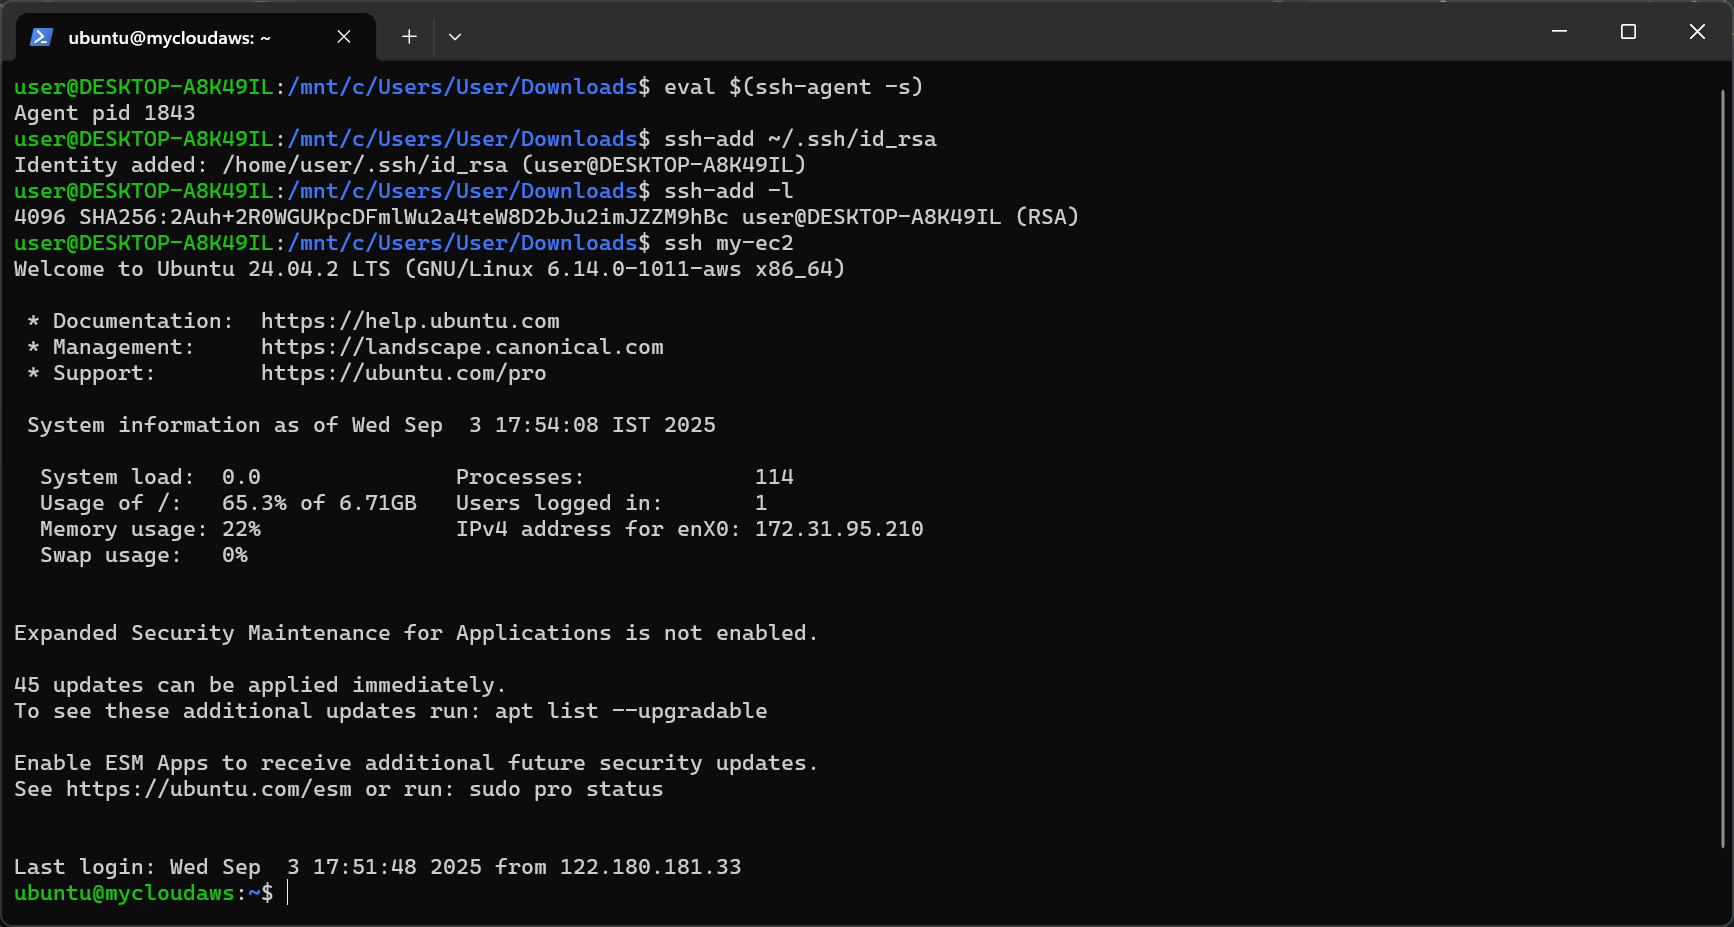 ubuntu@mycloudaws: ~
user@DESKTOP-A8K49IL:/mnt/c/Users/User/Downloads$ eval $(ssh-agent -s)
Agent pid 1843
user@DESKTOP-A8K49IL:/mnt/c/Users/User/Downloads$ ssh-add ~/.ssh/id_rsa
Identity added: /home/user/.ssh/id_rsa (user@DESKTOP-A8K49IL)
user@DESKTOP-A8K49IL:/mnt/c/Users/User/Downloads$ ssh-add -l
4096 SHA256:2Auh+2R0WGUKpcDFmlWu2a4teW8D2bJu2imJZZM9hBc user@DESKTOP-A8K49IL (RSA)
user@DESKTOP-A8K49IL:/mnt/c/Users/User/Downloads$ ssh my-ec2
Welcome to Ubuntu 24.04.2 LTS (GNU/Linux 6.14.0-1011-aws x86_64)

 * Documentation:  https://help.ubuntu.com
 * Management:     https://landscape.canonical.com
 * Support:        https://ubuntu.com/pro

 System information as of Wed Sep  3 17:54:08 IST 2025

  System load:  0.0               Processes:             114
  Usage of /:   65.3% of 6.71GB   Users logged in:       1
  Memory usage: 22%               IPv4 address for enX0: 172.31.95.210
  Swap usage:   0%


Expanded Security Maintenance for Applications is not enabled.

45 updates can be applied immediately.
To see these additional updates run: apt list --upgradable

Enable ESM Apps to receive additional future security updates.
See https://ubuntu.com/esm or run: sudo pro status


Last login: Wed Sep  3 17:51:48 2025 from 122.180.181.33
ubuntu@mycloudaws:~$